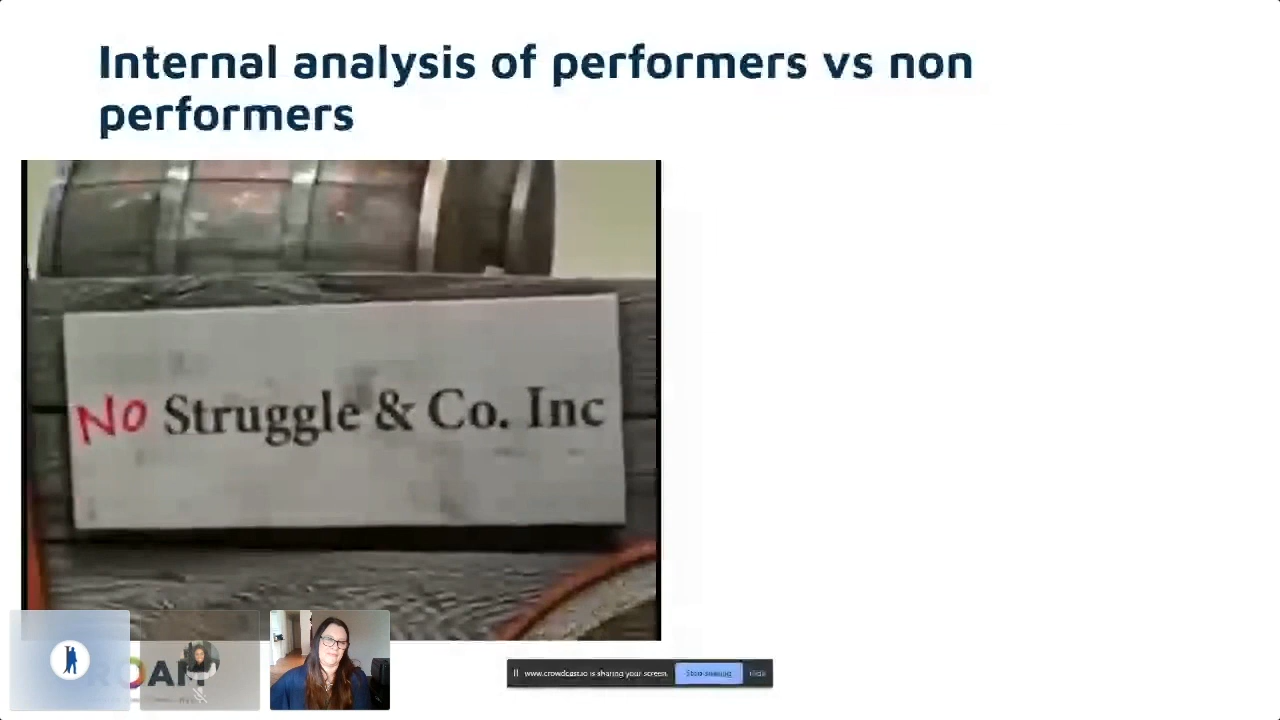 Internal analysis of performers vs non
performers
NO Struggle & Co. Inc
www.crowdcast.io is sharing your screen.
Stop sharing
Hide